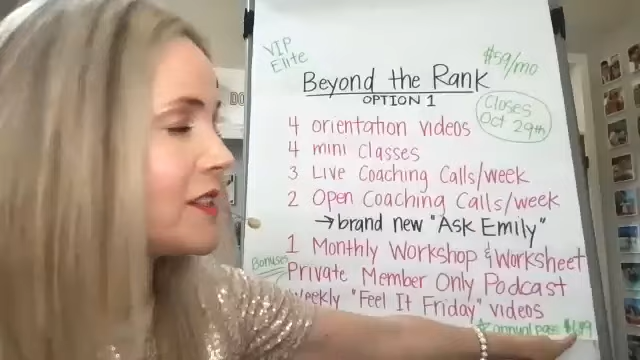 VIP
Elite
$59/mo
Beyond the Rank
OPTION 1
Closes
Oct 29th
4 orientation videos
4 mini classes
3 Live Coaching Calls/week
2 Open Coaching Calls/week
→brand new "Ask Emily"
1 Monthly Workshop & Worksheet
Bonuses
Private Member Only Podcast
Weekly "Feel It Friday" videos
annual pass
DO